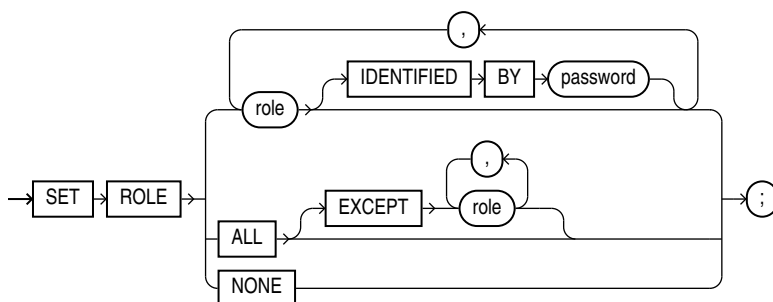 ,
IDENTIFIED BY password
role
,
SET ROLE EXCEPT role ;
ALL
NONE